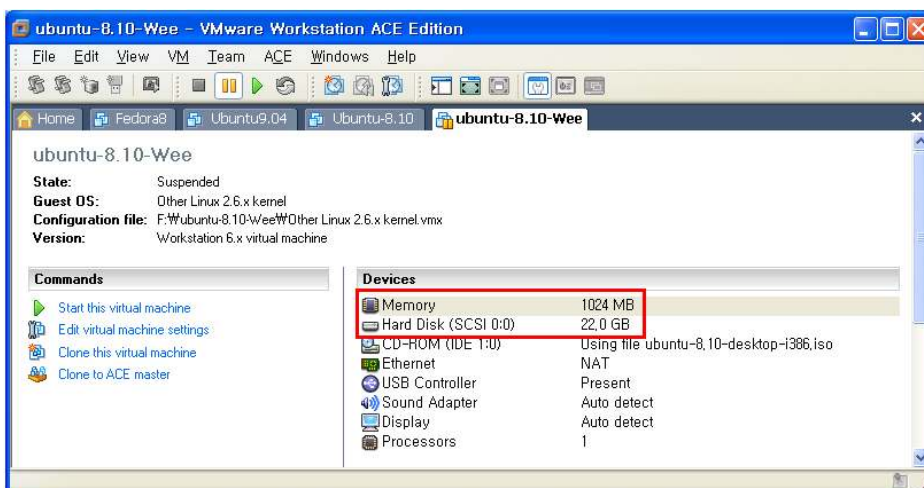 ubuntu-8.10-Wee - VMware Workstation ACE Edition
File Edit View VM Team ACE Windows Help
Home Fedora8 Ubuntu9.04 Ubuntu-8.10 ubuntu-8.10-Wee
ubuntu-8.10-Wee
State: Suspended
Guest OS: Other Linux 2.6.x kernel
Configuration file: F:₩ubuntu-8.10-Wee₩Other Linux 2.6.x kernel.vmx
Version: Workstation 6.x virtual machine
Commands
Start this virtual machine
Edit virtual machine settings
Clone this virtual machine
Clone to ACE master
Devices
Memory 1024 MB
Hard Disk (SCSI 0:0) 22,0 GB
CD-ROM (IDE 1:0) Using file ubuntu-8,10-desktop-i386,iso
Ethernet NAT
USB Controller Present
Sound Adapter Auto detect
Display Auto detect
Processors 1